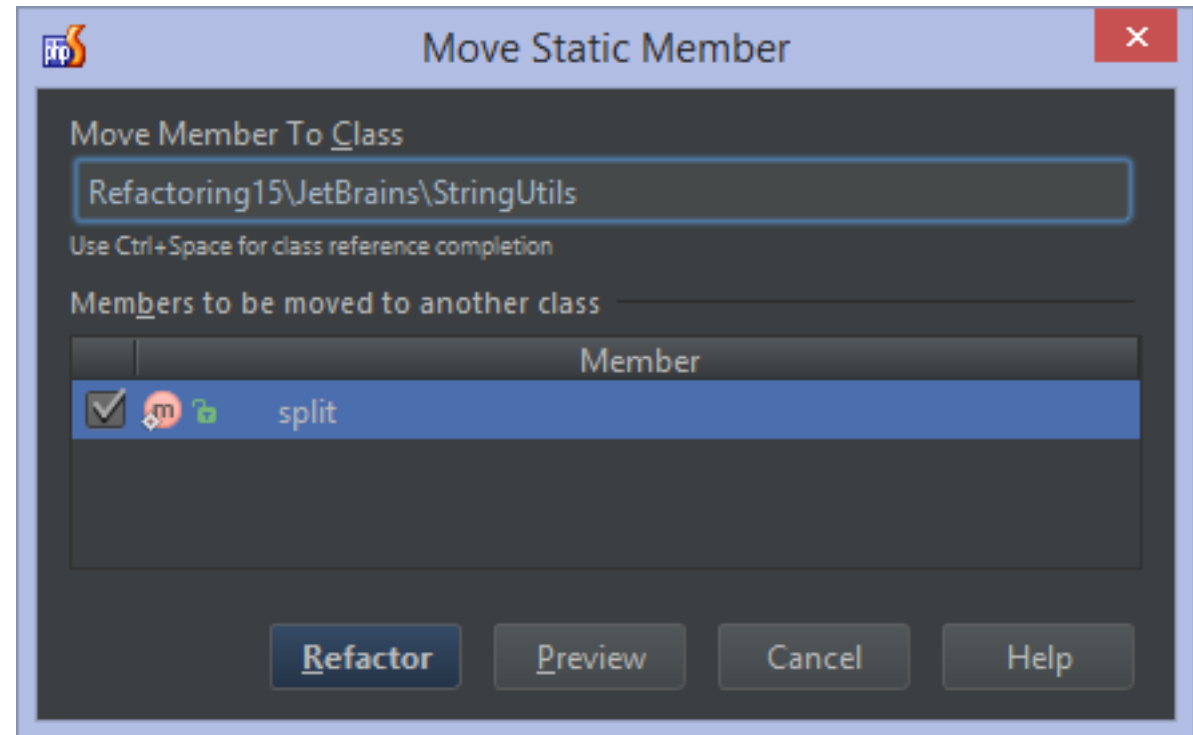 php
Move Static Member
Move Member To Class
Refactoring15\JetBrains\StringUtils
Use Ctrl+Space for class reference completion
Members to be moved to another class
Member
m split
Refactor Preview Cancel Help